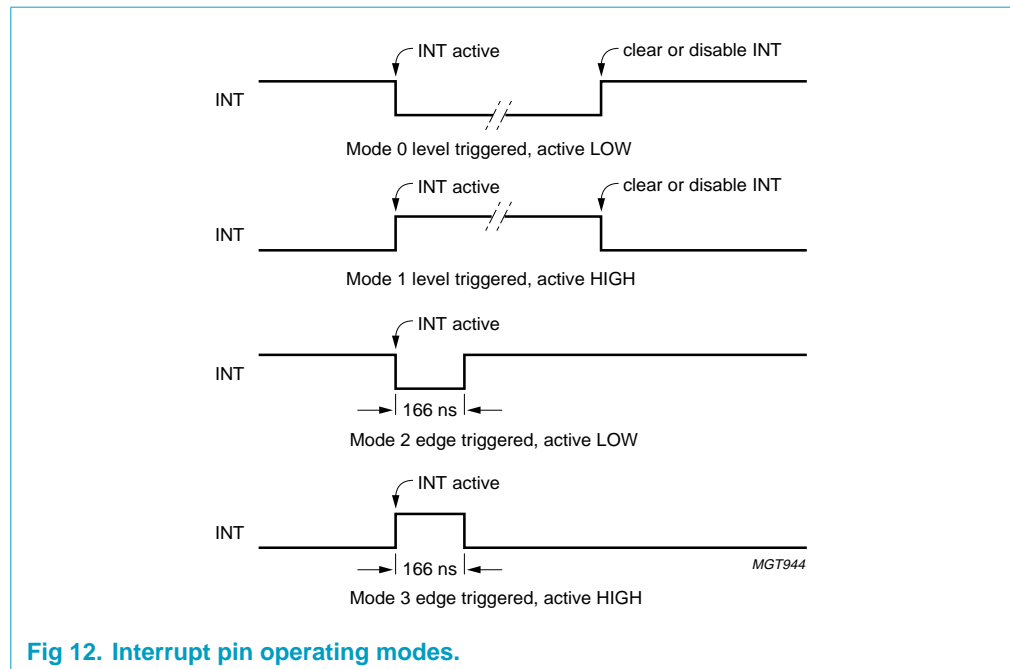 INT active
clear or disable INT
INT
Mode 0 level triggered, active LOW
INT active
clear or disable INT
INT
Mode 1 level triggered, active HIGH
INT active
INT
166 ns
Mode 2 edge triggered, active LOW
INT active
INT
166 ns
MGT944
Mode 3 edge triggered, active HIGH
Fig 12. Interrupt pin operating modes.